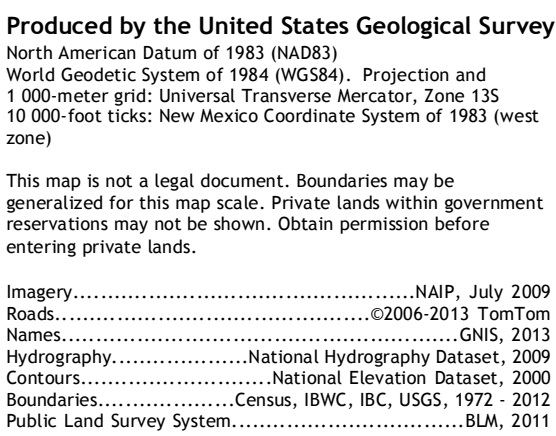 Produced by the United States Geological Survey
North American Datum of 1983 (NAD83)
World Geodetic System of 1984 (WGS84).  Projection and
1 000-meter grid: Universal Transverse Mercator, Zone 13S
10 000-foot ticks: New Mexico Coordinate System of 1983 (west
zone)
This map is not a legal document. Boundaries may be
generalized for this map scale. Private lands within government
reservations may not be shown. Obtain permission before
entering private lands.
Imagery.............................................NAIP, July 2009
Roads.........................................©2006-2013 TomTom
Names....................................................GNIS, 2013
Hydrography..................National Hydrography Dataset, 2009
Contours.........................National Elevation Dataset, 2000
Boundaries..................Census, IBWC, IBC, USGS, 1972 - 2012
Public Land Survey System...............................BLM, 2011